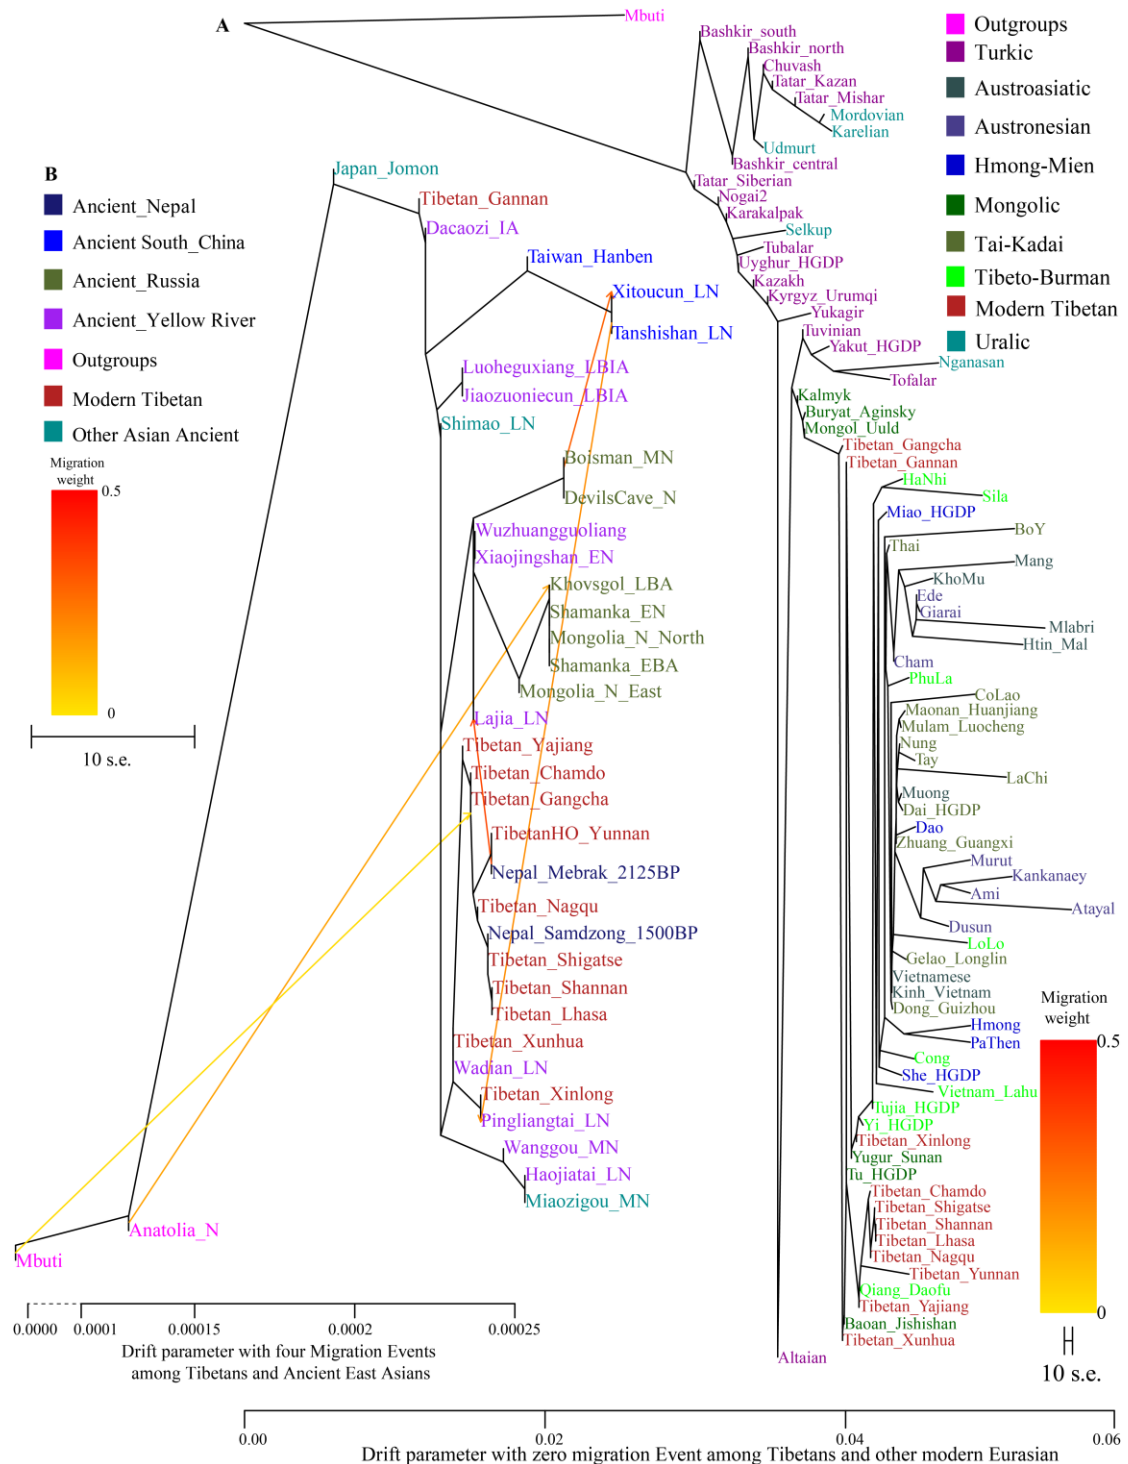 A
Mbuti
Bashkir_south
Bashkir_north
Chuvash
Tatar_Kazan
Tatar_Mishar
Mordovian
Karelian
Udmurt
Bashkir_central
Tatar_Siberian
Nogai2
Karakalpak
Selkup
Tubalar
Uyghur_HGDP
Kazakh
Kyrgyz_Urumqi
Yukagir
Tuvinian
Yakut_HGDP
Nganasan
Tofalar
Kalmyk
Buryat_Aginsky
Mongol_Uuld
Tibetan_Gangcha
Tibetan_Gannan
HaNhi
Sila
Miao_HGDP
BoY
Thai
Mang
KhoMu
Ede
Giarai
Mlabri
Htin_Mal
Cham
PhuLa
CoLao
Maonan_Huanjiang
Mulam_Luocheng
Nung
Tay
LaChi
Muong
Dai_HGDP
Dao
Zhuang_Guangxi
Murut
Kankanaey
Ami
Atayal
Dusun
LoLo
Gelao_Longlin
Vietnamese
Kinh_Vietnam
Dong_Guizhou
Hmong
PaThen
Cong
She_HGDP
Vietnam_Lahu
Tujia_HGDP
Yi_HGDP
Tibetan_Xinlong
Yugur_Sunan
Tu_HGDP
Tibetan_Chamdo
Tibetan_Shigatse
Tibetan_Shannan
Tibetan_Lhasa
Tibetan_Nagqu
Tibetan_Yunnan
Qiang_Daofu
Tibetan_Yajiang
Baoan_Jishishan
Tibetan_Xunhua
Altaian
Outgroups
Turkic
Austroasiatic
Austronesian
Hmong-Mien
Mongolic
Tai-Kadai
Tibeto-Burman
Modern Tibetan
Uralic
Migration
weight
0.5
0
10 s.e.
0.00
0.02
0.04
0.06
Drift parameter with zero migration Event among Tibetans and other modern Eurasian
B
Ancient_Nepal
Ancient South_China
Ancient_Russia
Ancient_Yellow River
Outgroups
Modern Tibetan
Other Asian Ancient
Migration
weight
0.5
0
10 s.e.
Japan_Jomon
Tibetan_Gannan
Dacaozi_IA
Taiwan_Hanben
Xitoucun_LN
Tanshishan_LN
Luoheguxiang_LBIA
Jiaozuoniecun_LBIA
Shimao_LN
Boisman_MN
DevilsCave_N
Wuzhuangguoliang
Xiaojingshan_EN
Khovsgol_LBA
Shamanka_EN
Mongolia_N_North
Shamanka_EBA
Mongolia_N_East
Lajia_LN
Tibetan_Yajiang
Tibetan_Chamdo
Tibetan_Gangcha
TibetanHO_Yunnan
Nepal_Mebrak_2125BP
Tibetan_Nagqu
Nepal_Samdzong_1500BP
Tibetan_Shigatse
Tibetan_Shannan
Tibetan_Lhasa
Tibetan_Xunhua
Wadian_LN
Tibetan_Xinlong
Pingliangtai_LN
Wanggou_MN
Haojiatai_LN
Miaozigou_MN
Anatolia_N
Mbuti
0.0000
0.0001
0.00015
0.0002
0.00025
Drift parameter with four Migration Events
among Tibetans and Ancient East Asians